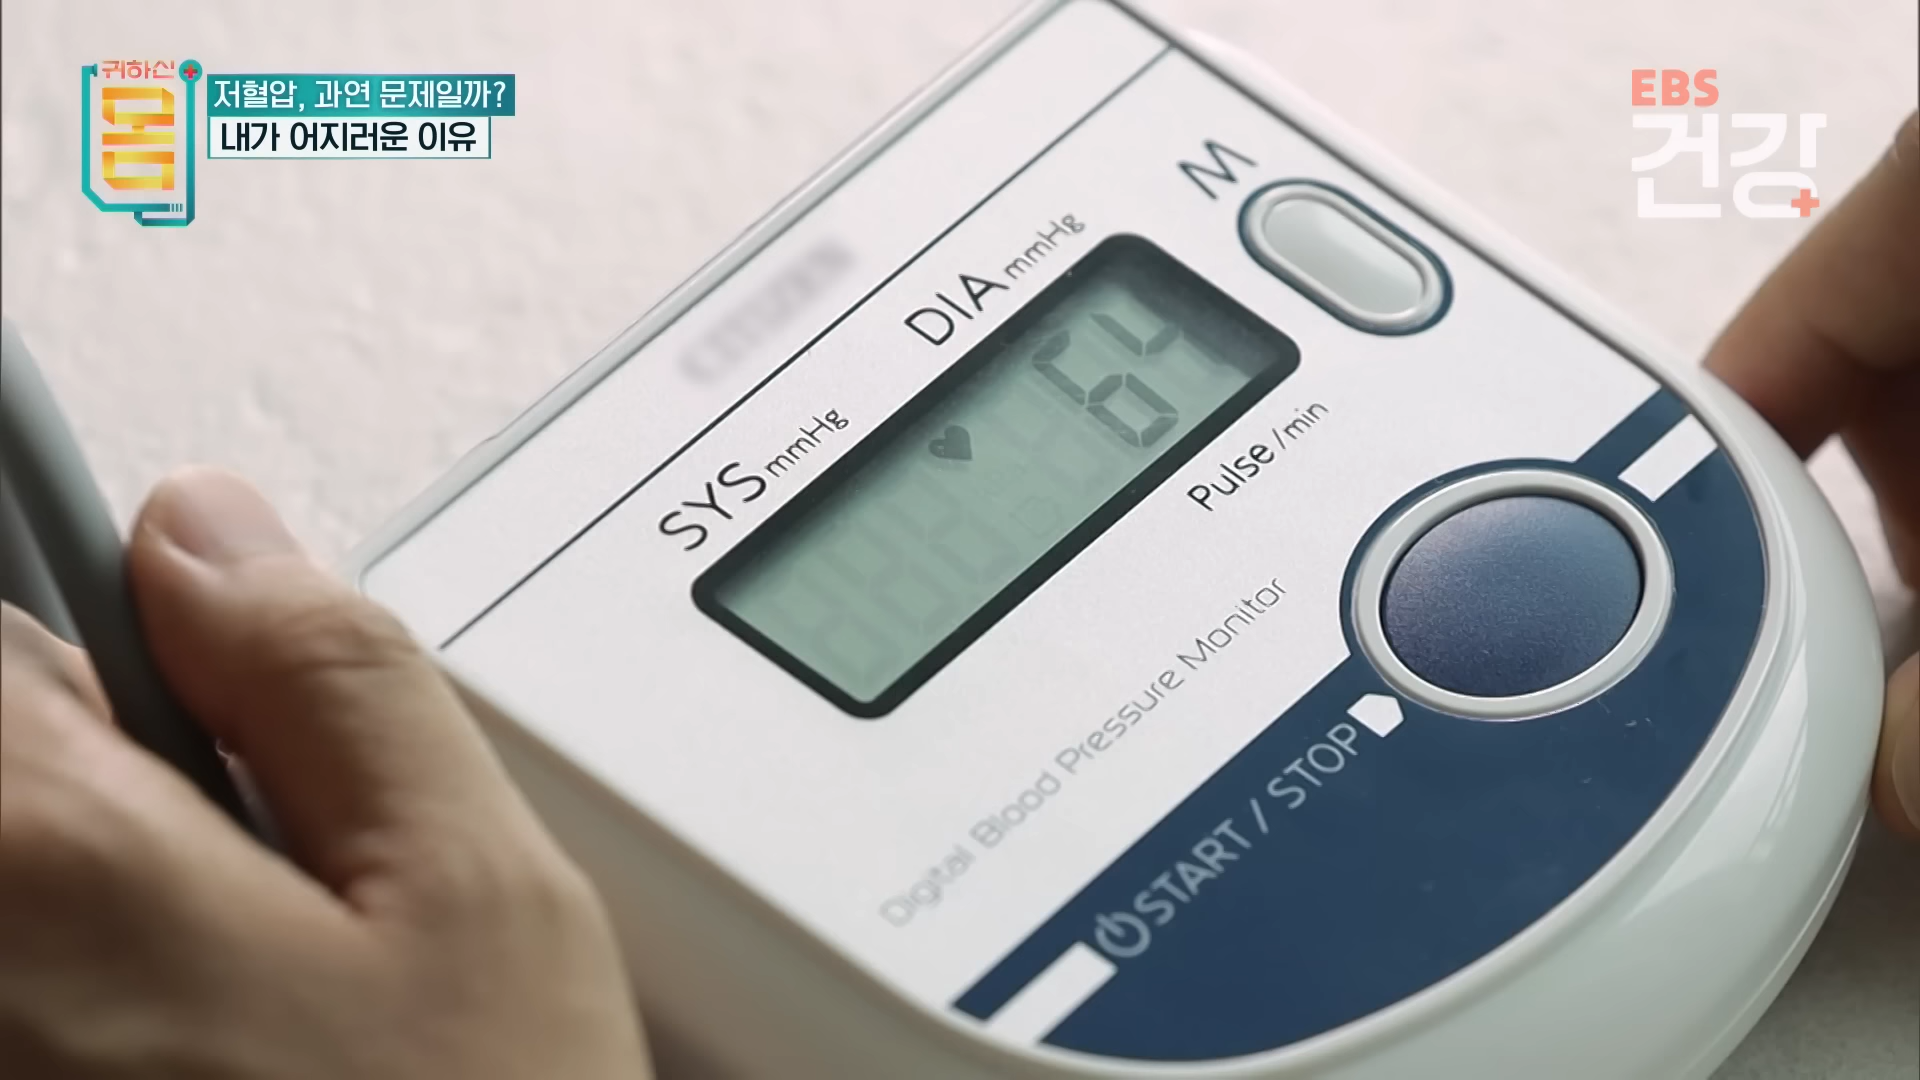 귀하신
몸
저혈압, 과연 문제일까?
내가 어지러운 이유
EBS
건강
M
DIA mmHg
SYS mmHg
Pulse /min
Digital Blood Pressure Monitor
START / STOP